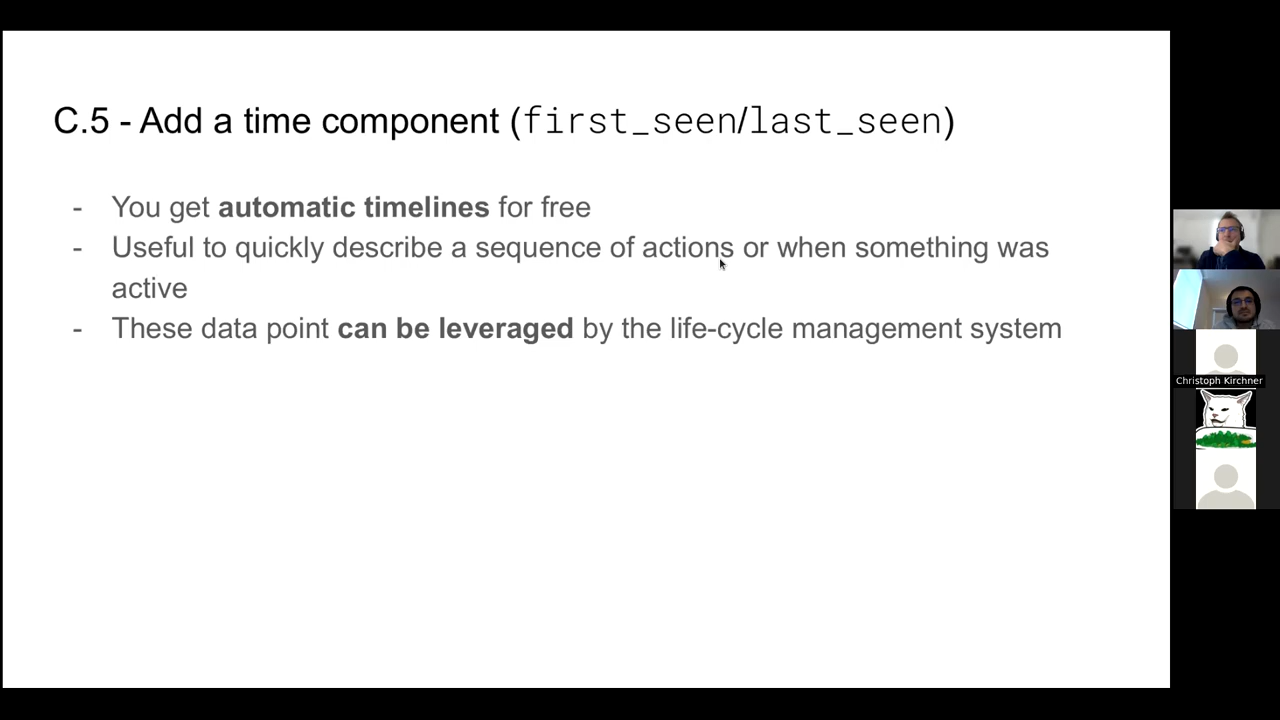 C.5 - Add a time component (first_seen/last_seen)
- You get automatic timelines for free
- Useful to quickly describe a sequence of actions or when something was
active
- These data point can be leveraged by the life-cycle management system
Christoph Kirchner